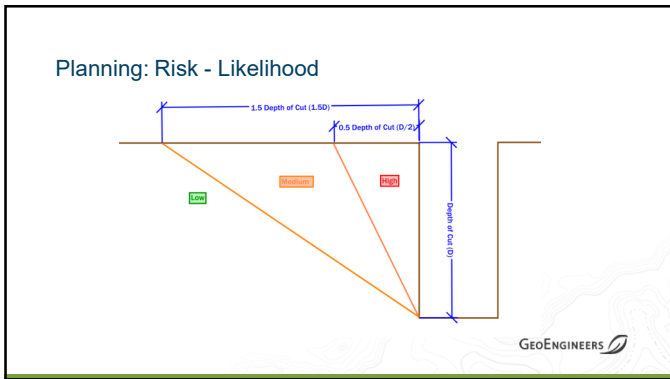 Planning: Risk - Likelihood
1.5 Depth of Cut (1.5D)
0.5 Depth of Cut (D/2)
Medium
High
Low
Depth of Cut (D)
GEOENGINEERS